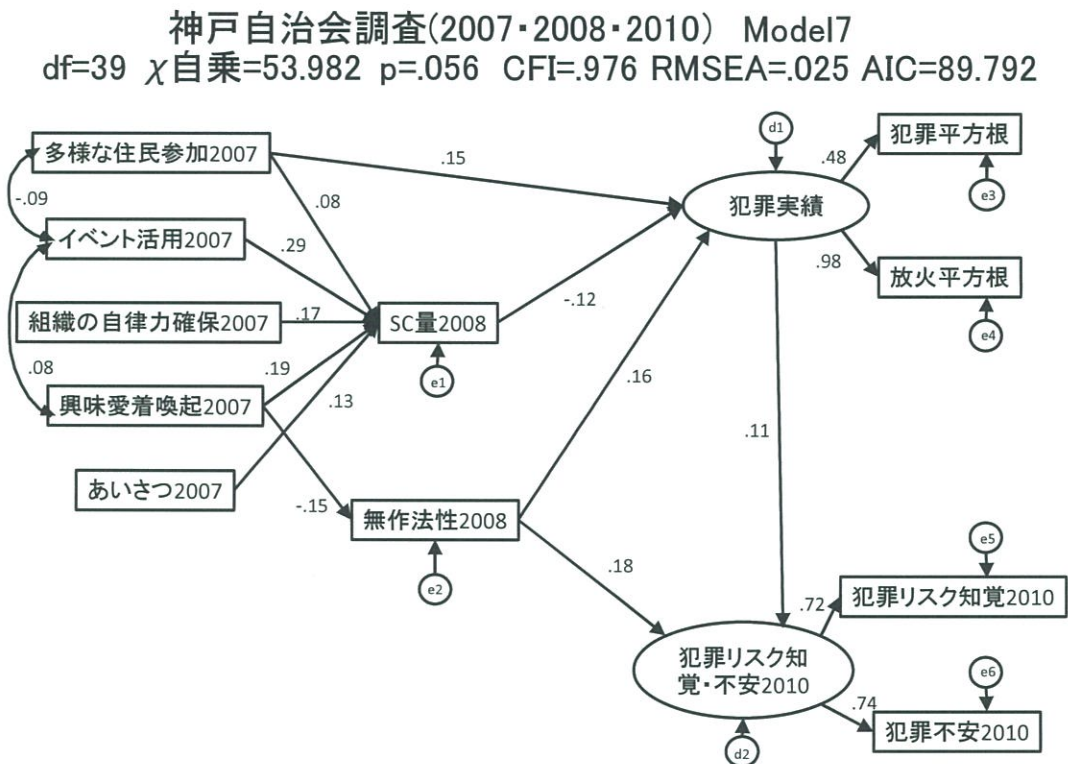 神戸自治会調査(2007・2008・2010) Model7
df=39 χ自乗=53.982 p=.056 CFI=.976 RMSEA=.025 AIC=89.792
多様な住民参加2007
イベント活用2007
組織の自律力確保2007
興味愛着喚起2007
あいさつ2007
-.09
.08
.15
.08
.29
.17
.19
.13
-.15
SC量2008
e1
無作法性2008
e2
-.12
.16
.18
d1
犯罪実績
.48
.98
犯罪平方根
e3
放火平方根
e4
.11
犯罪リスク知
覚・不安2010
d2
.72
.74
e5
犯罪リスク知覚2010
e6
犯罪不安2010